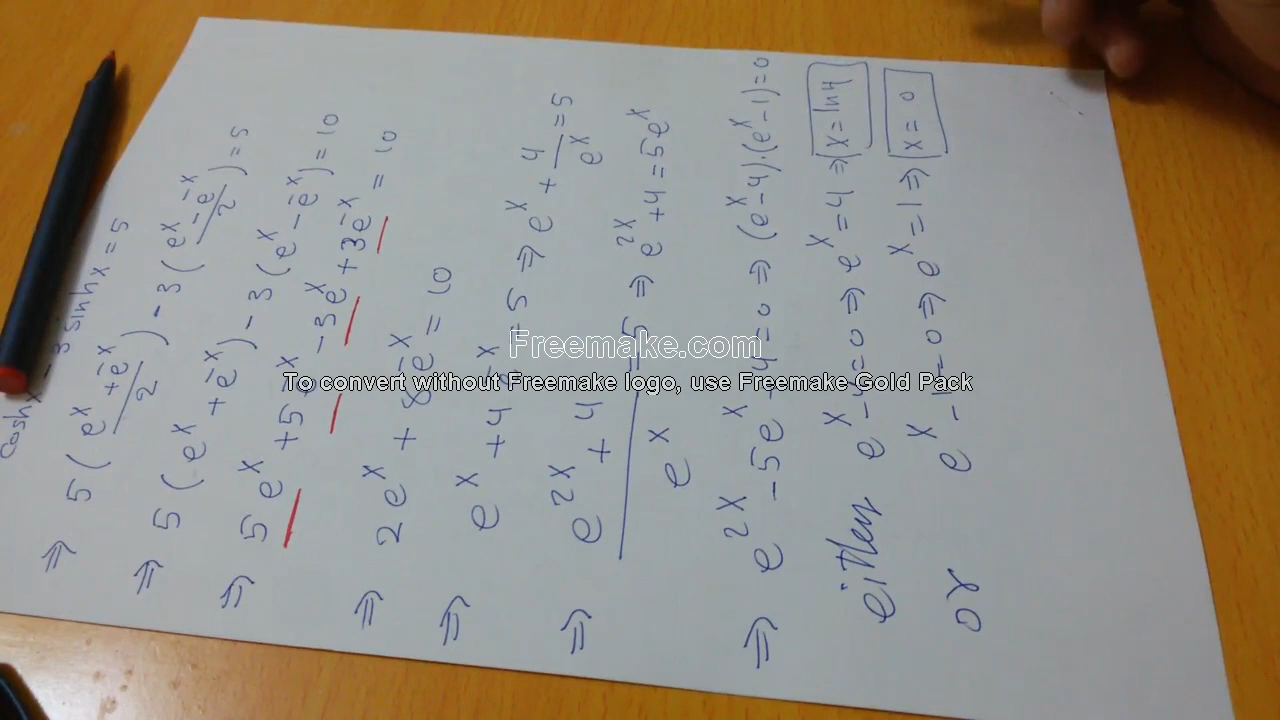 cosh x - 3 sinh x = 5
⇒ 5(e^x + e^-x / 2) - 3(e^x - e^-x / 2) = 5
⇒ 5(e^x + e^-x) - 3(e^x - e^-x) = 10
⇒ 5e^x + 5e^-x - 3e^x + 3e^-x = 10
⇒ 2e^x + 8e^-x = 10
⇒ e^x + 4e^-x = 5 ⇒ e^x + 4/e^x = 5
⇒ e^2x + 4 / e^x = 5 ⇒ e^2x + 4 = 5e^x
⇒ e^2x - 5e^x + 4 = 0 ⇒ (e^x - 4).(e^x - 1) = 0
either e^x - 4 = 0 ⇒ e^x = 4 ⇒ x = ln4
or e^x - 1 = 0 ⇒ e^x = 1 ⇒ x = 0
Freemake.com
To convert without Freemake logo, use Freemake Gold Pack